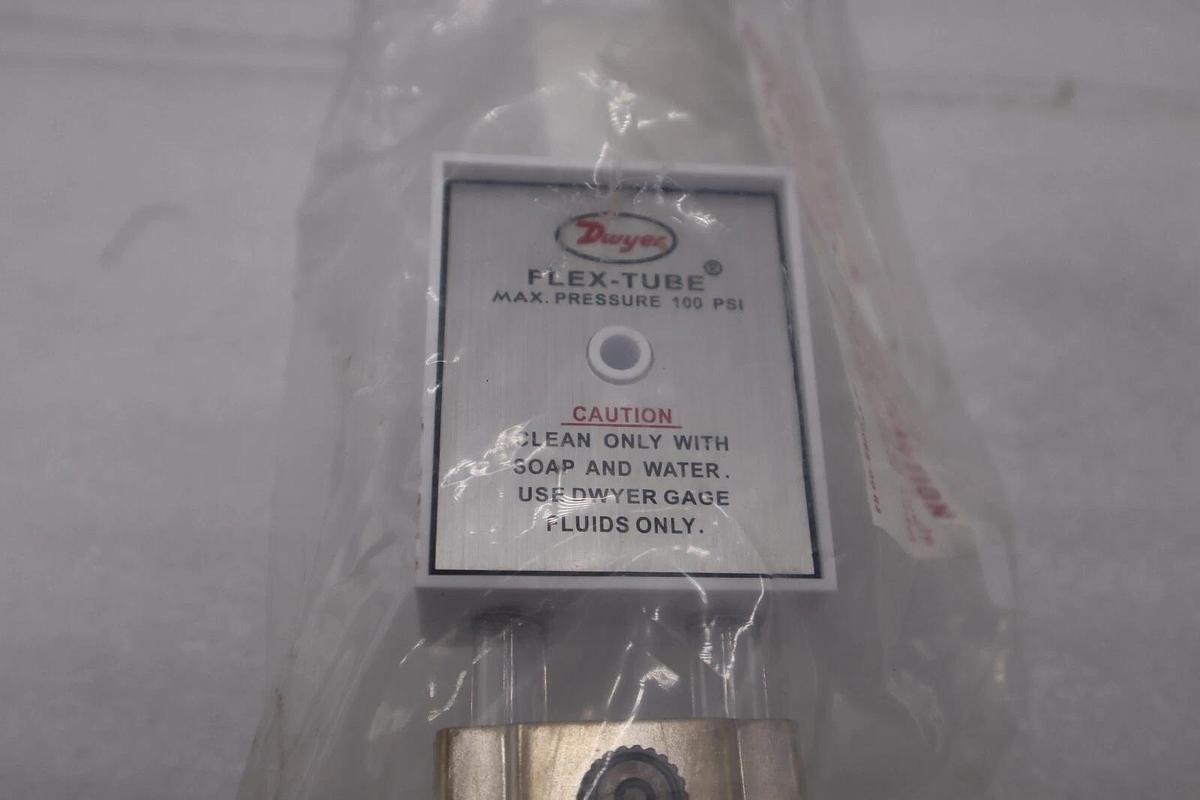 Dwyer
FLEX-TUBE®
MAX. PRESSURE 100 PSI
CAUTION
CLEAN ONLY WITH
SOAP AND WATER.
USE DWYER GAGE
FLUIDS ONLY.